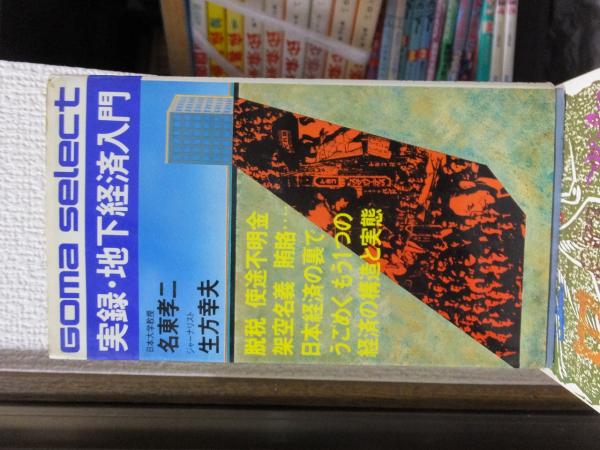 Goma select
実録・地下経済入門
日本大学教授
名東孝二
ジャーナリスト
生方幸夫
脱税 使途不明金
架空名義 賄賂…
日本経済の裏で
うごめくもう1つの
経済の構造と実態